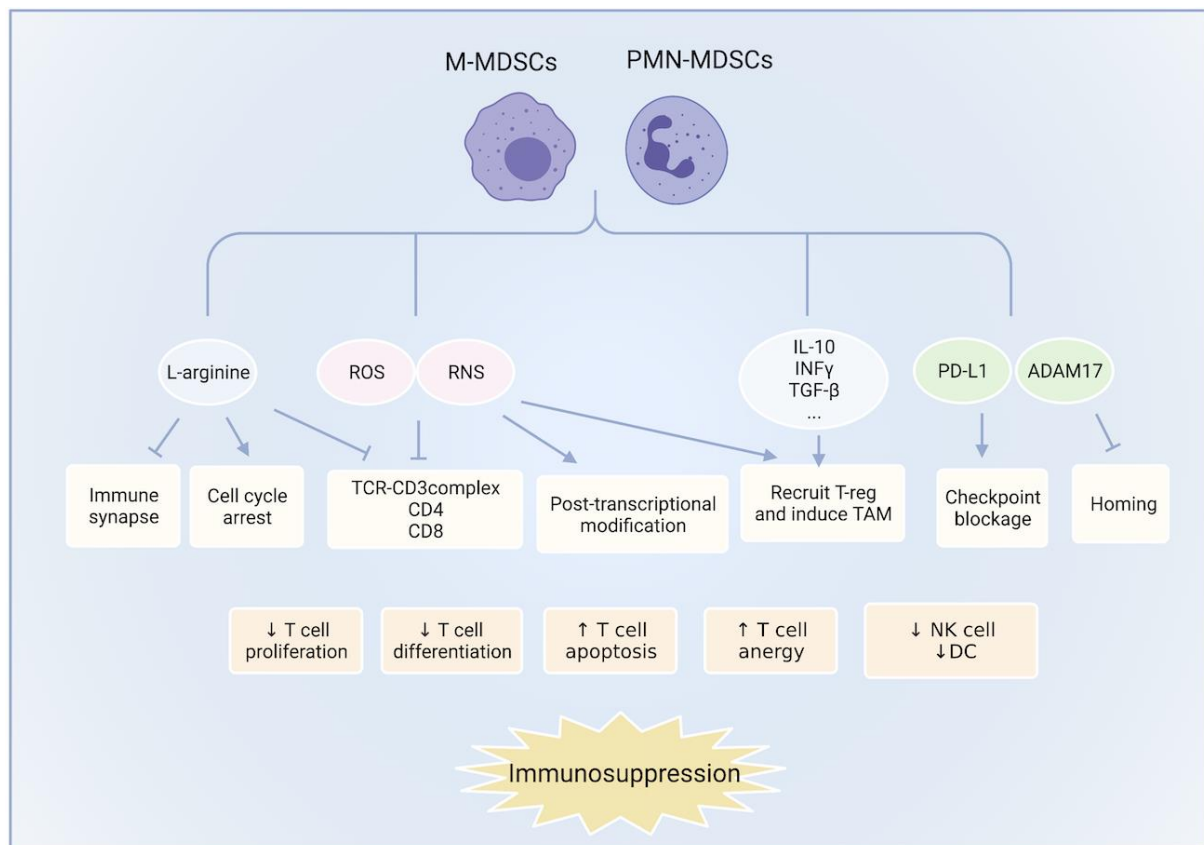 M-MDSCs
PMN-MDSCs
L-arginine
ROS
RNS
IL-10
INFγ
TGF-β
...
PD-L1
ADAM17
Immune
synapse
Cell cycle
arrest
TCR-CD3complex
CD4
CD8
Post-transcriptional
modification
Recruit T-reg
and induce TAM
Checkpoint
blockage
Homing
↓ T cell
proliferation
↓ T cell
differentiation
↑ T cell
apoptosis
↑ T cell
anergy
↓ NK cell
↓DC
Immunosuppression